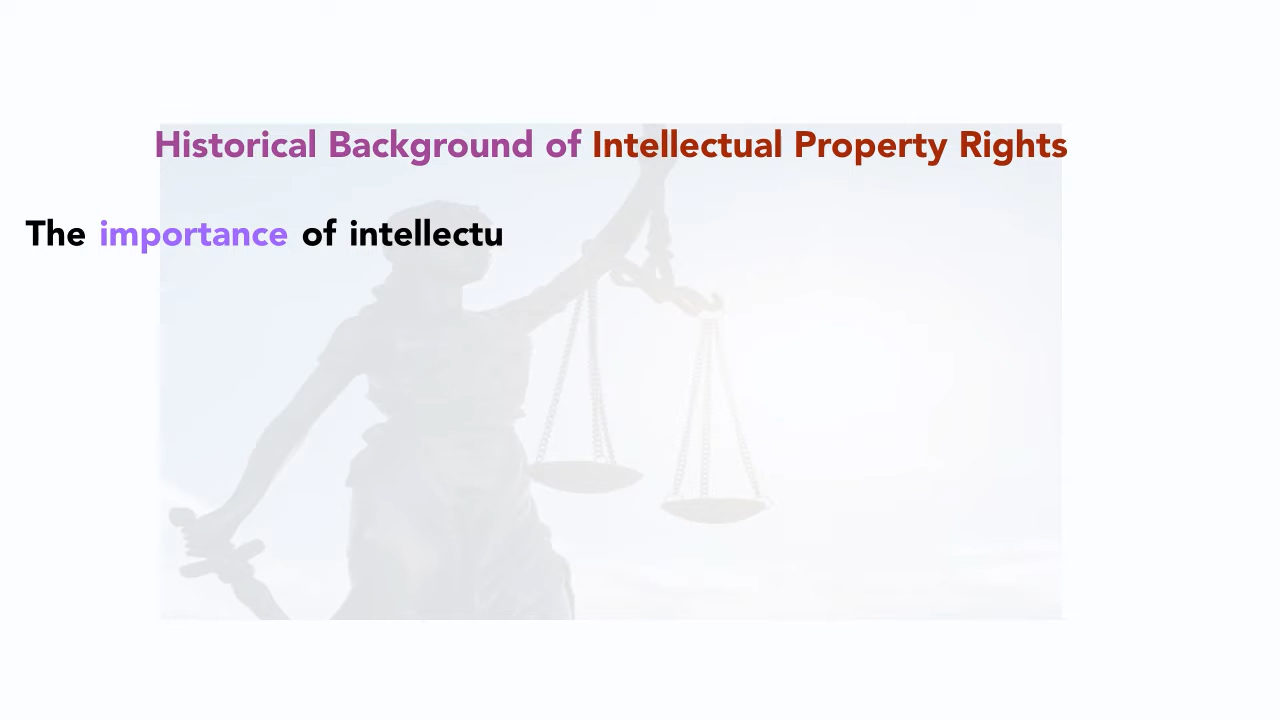 Historical Background of Intellectual Property Rights
The importance of intellectu